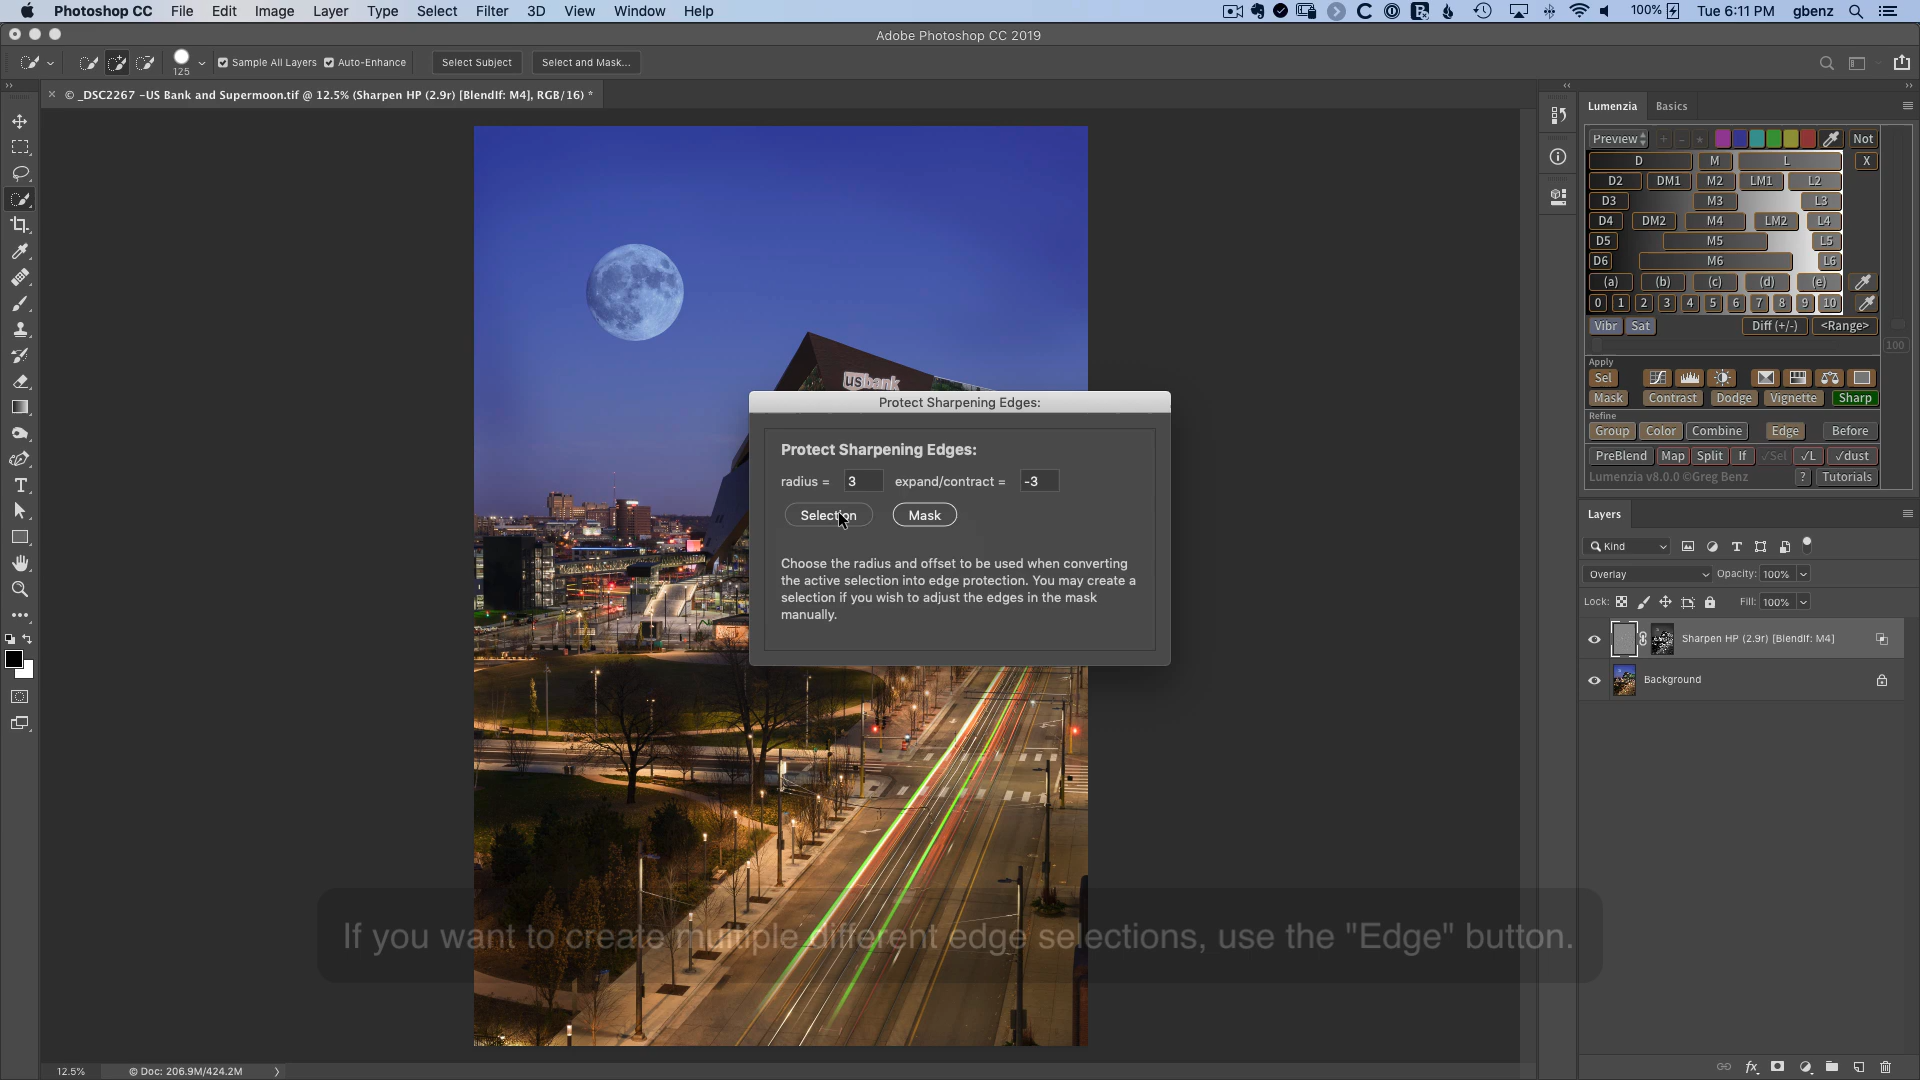 Photoshop CC File Edit Image Layer Type Select Filter 3D View Window Help 100% Tue 6:11 PM gbenz
Adobe Photoshop CC 2019
125 Sample All Layers Auto-Enhance Select Subject Select and Mask...
© _DSC2267 -US Bank and Supermoon.tif @ 12.5% (Sharpen HP (2.9r) [BlendIf: M4], RGB/16) *
Lumenzia Basics
Preview Not
D M L X
D2 DM1 M2 LM1 L2
D3 M3 L3
D4 DM2 M4 LM2 L4
D5 M5 L5
D6 M6 L6
(a) (b) (c) (d) (e)
0 1 2 3 4 5 6 7 8 9 10
Vibr Sat Diff (+/-) <Range>
100
Apply
Sel
Mask Contrast Dodge Vignette Sharp
Refine
Group Color Combine Edge Before
PreBlend Map Split If √Sel √L √dust
Lumenzia v8.0.0 ©Greg Benz ? Tutorials
usbank
Protect Sharpening Edges:
Protect Sharpening Edges:
radius = 3 expand/contract = -3
Selection Mask
Choose the radius and offset to be used when converting
the active selection into edge protection. You may create a
selection if you wish to adjust the edges in the mask
manually.
Layers
Kind
Overlay Opacity: 100%
Lock: Fill: 100%
Sharpen HP (2.9r) [BlendIf: M4]
Background
If you want to create multiple different edge selections, use the "Edge" button.
12.5% © Doc: 206.9M/424.2M